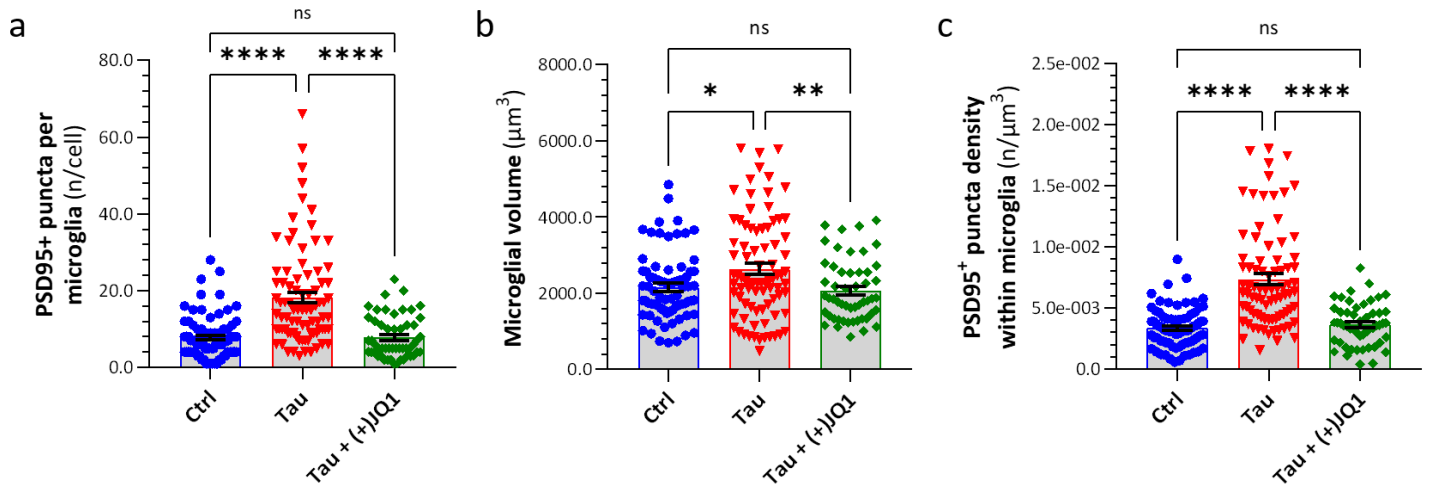 a
ns
****
****
PSD95+ puncta per
microglia (n/cell)
80.0
60.0
40.0
20.0
0.0
Ctrl
Tau
Tau + (+)JQ1
b
ns
*
**
Microglial volume (µm³)
8000.0
6000.0
4000.0
2000.0
0.0
Ctrl
Tau
Tau + (+)JQ1
c
ns
****
****
PSD95⁺ puncta density
within microglia (n/µm³)
2.5e-002
2.0e-002
1.5e-002
1.0e-002
5.0e-003
0.0
Ctrl
Tau
Tau + (+)JQ1